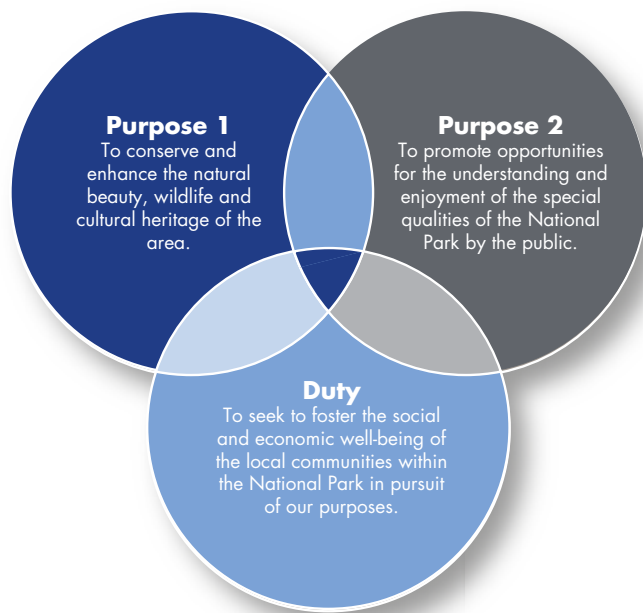 Purpose 1
To conserve and
enhance the natural
beauty, wildlife and
cultural heritage of the
area.
Purpose 2
To promote opportunities
for the understanding and
enjoyment of the special
qualities of the National
Park by the public.
Duty
To seek to foster the social
and economic well-being of
the local communities within
the National Park in pursuit
of our purposes.